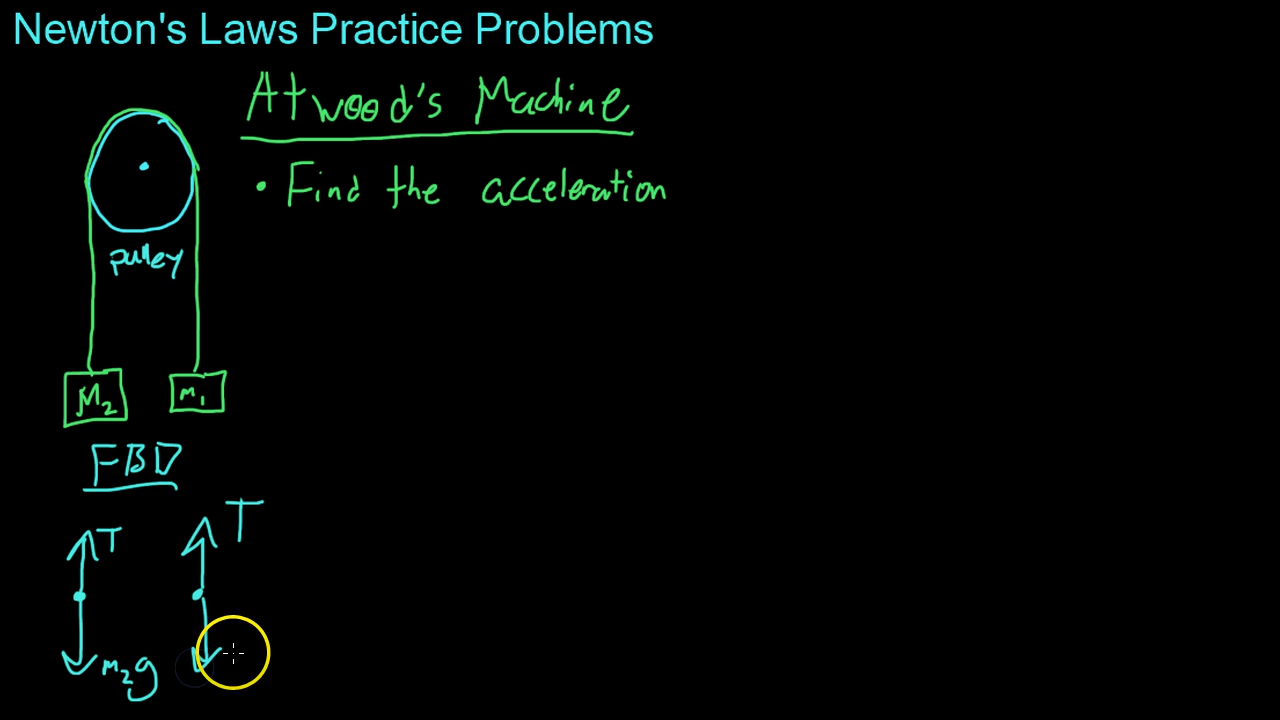 Newton's Laws Practice Problems
Atwood's Machine
• Find the acceleration
pulley
M₂ m₁
FBD
T T
m₂g